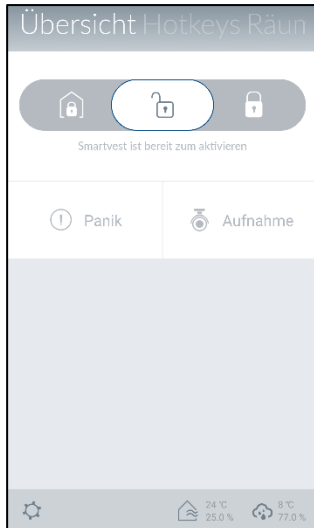 Übersicht Hotkeys Räun
Smartvest ist bereit zum aktivieren
Panik Aufnahme
24 °C 8 °C
25.0 % 77.0 %